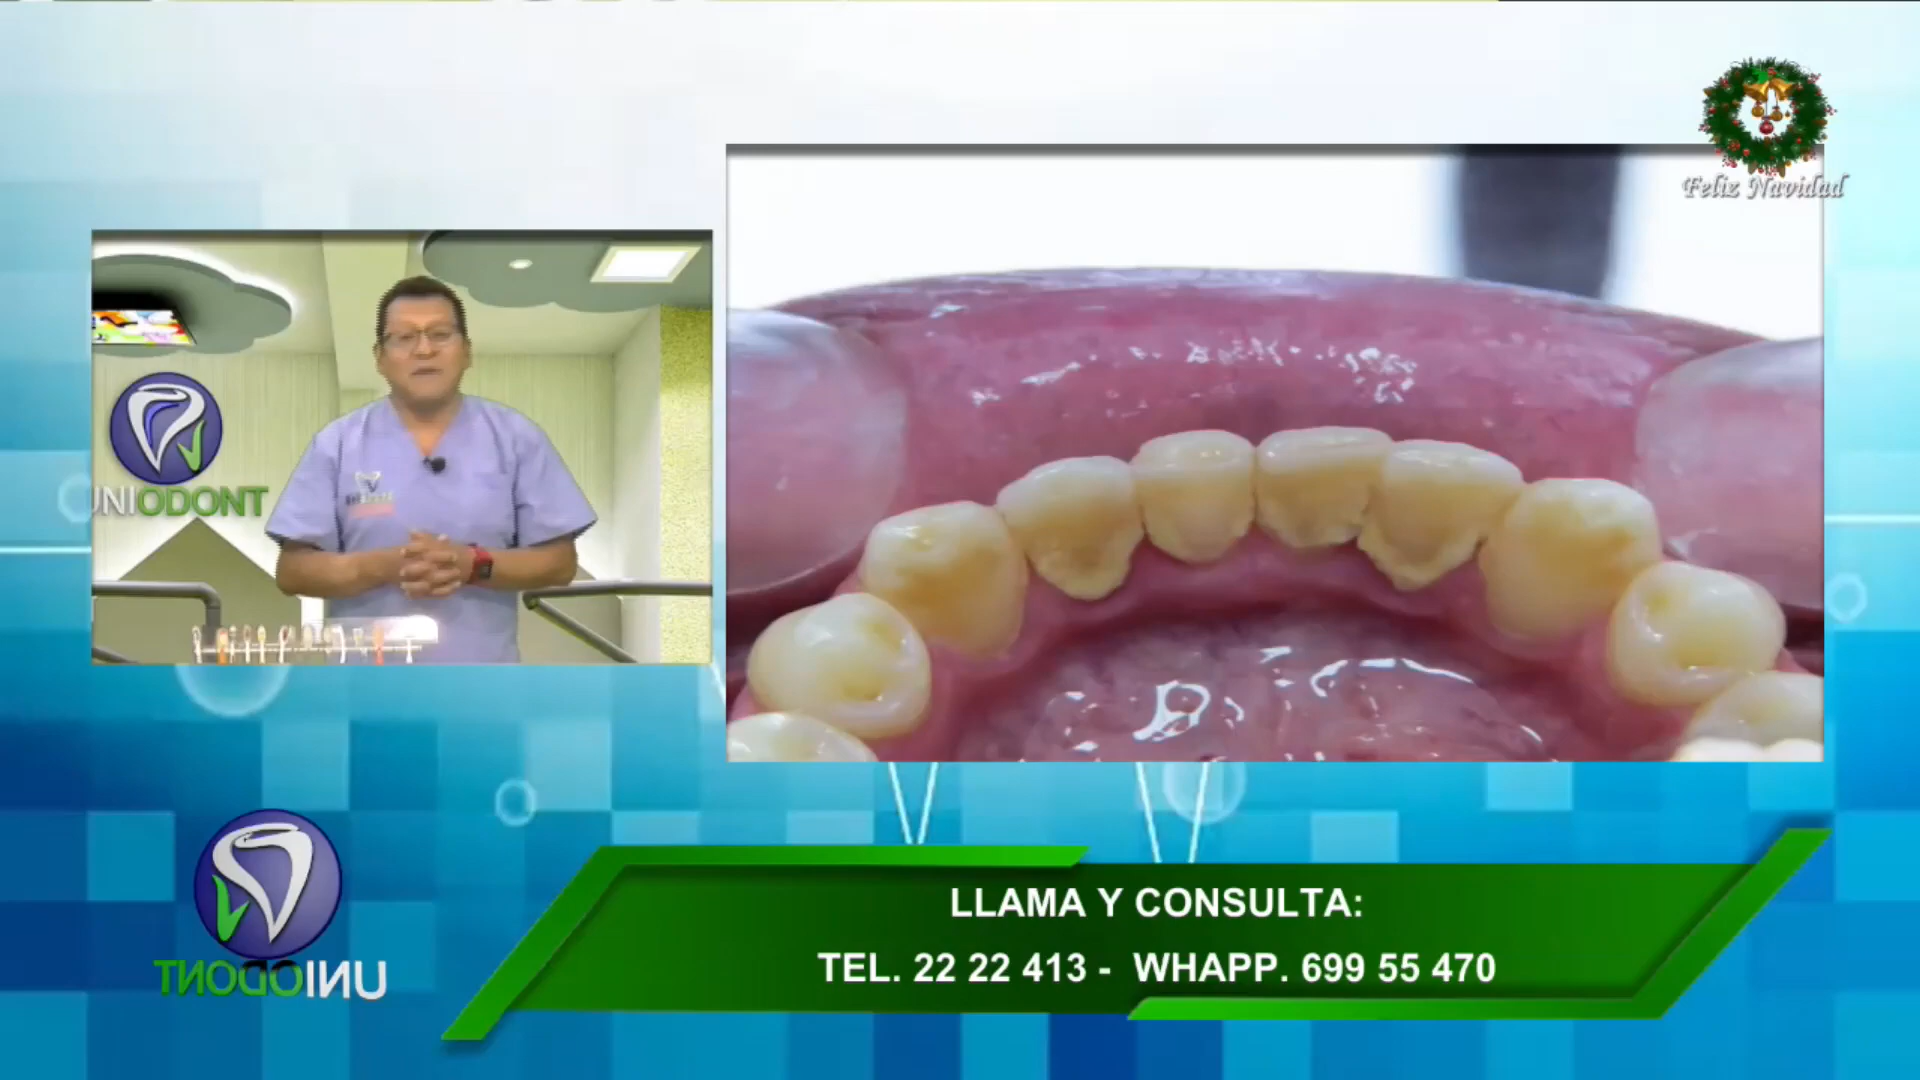 Feliz Navidad
UNIODONT
LLAMA Y CONSULTA:
TEL. 22 22 413 - WHAPP. 699 55 470
UNIODONT